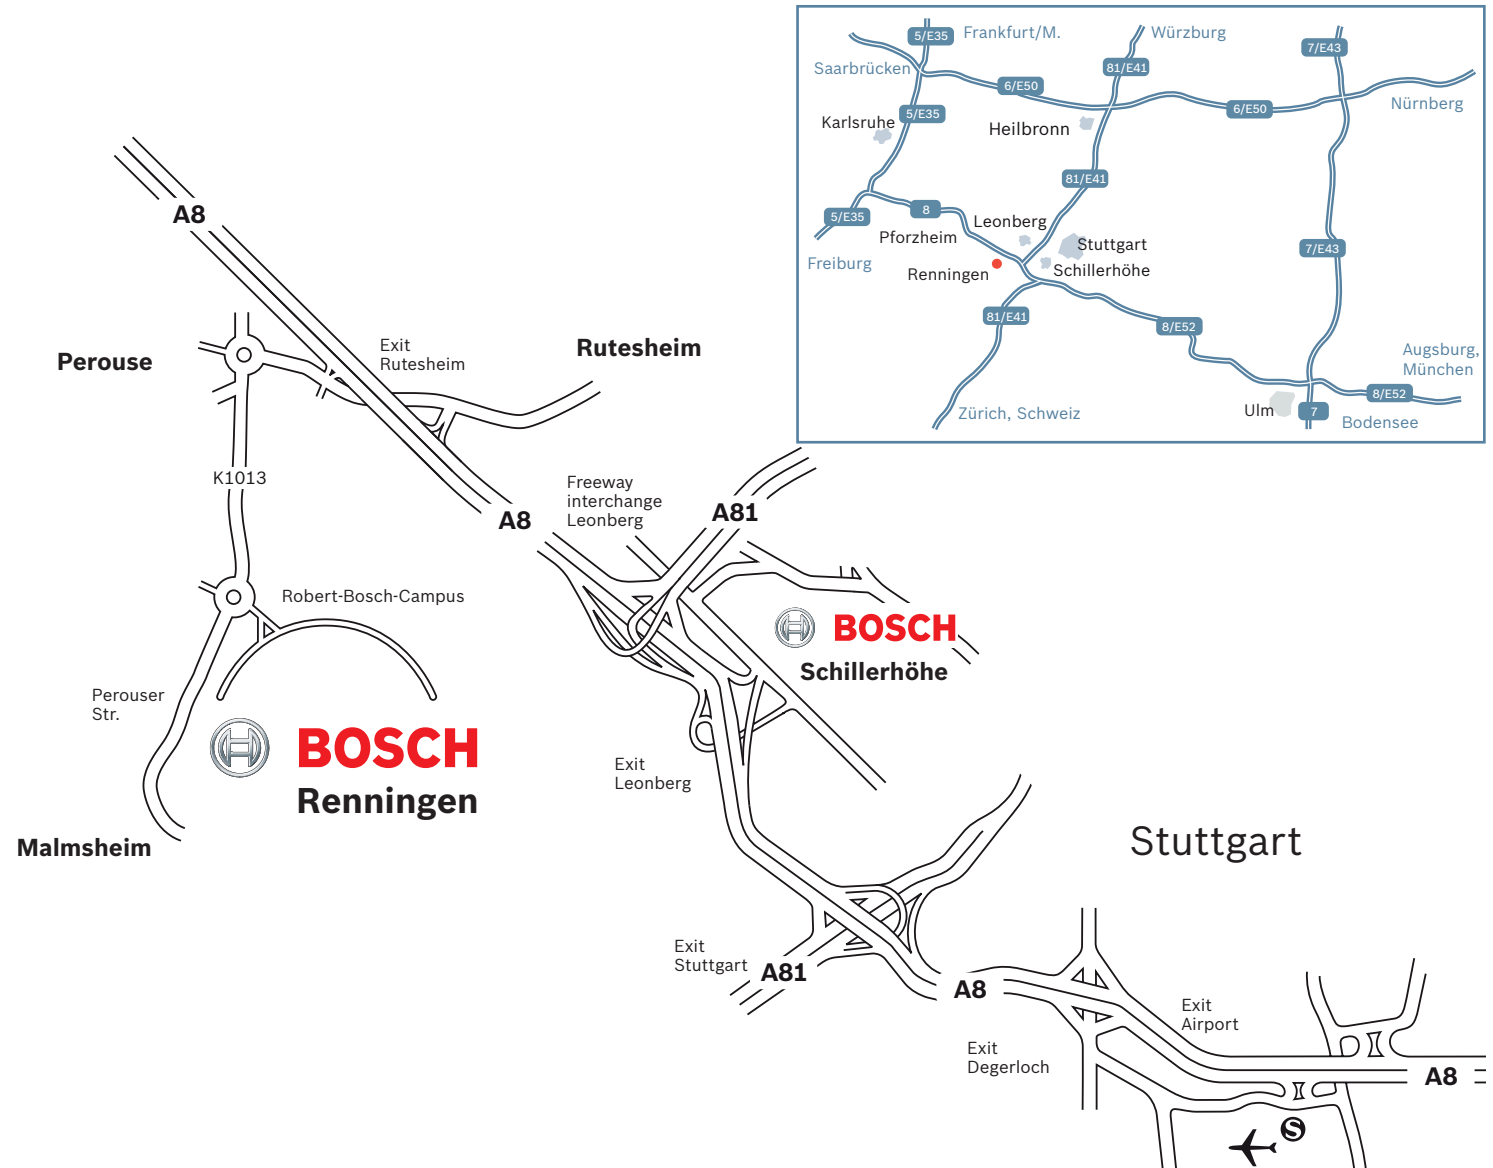 5/E35
Frankfurt/M.
Würzburg
7/E43
Saarbrücken
81/E41
6/E50
6/E50
Nürnberg
5/E35
Karlsruhe
Heilbronn
81/E41
5/E35
8
Leonberg
Pforzheim
Stuttgart
7/E43
Freiburg
Renningen
Schillerhöhe
81/E41
8/E52
Augsburg,
München
8/E52
Zürich, Schweiz
Ulm
7
Bodensee
A8
Exit
Rutesheim
Rutesheim
Perouse
K1013
Freeway
interchange
Leonberg
A8
A81
Robert-Bosch-Campus
BOSCH
Schillerhöhe
Perouser
Str.
BOSCH
Renningen
Exit
Leonberg
Malmsheim
Stuttgart
Exit
Stuttgart
A81
A8
Exit
Airport
Exit
Degerloch
A8
S